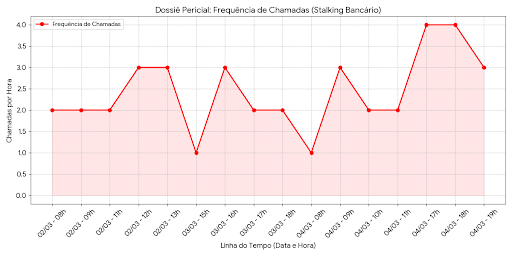 Dossiê Pericial: Frequência de Chamadas (Stalking Bancário)
Frequência de Chamadas
Chamadas por Hora
4.0
3.5
3.0
2.5
2.0
1.5
1.0
0.5
0.0
02/03 - 08h
02/03 - 09h
02/03 - 11h
02/03 - 12h
02/03 - 13h
03/03 - 15h
03/03 - 16h
03/03 - 17h
03/03 - 18h
04/03 - 08h
04/03 - 09h
04/03 - 10h
04/03 - 11h
04/03 - 17h
04/03 - 18h
04/03 - 19h
Linha do Tempo (Data e Hora)